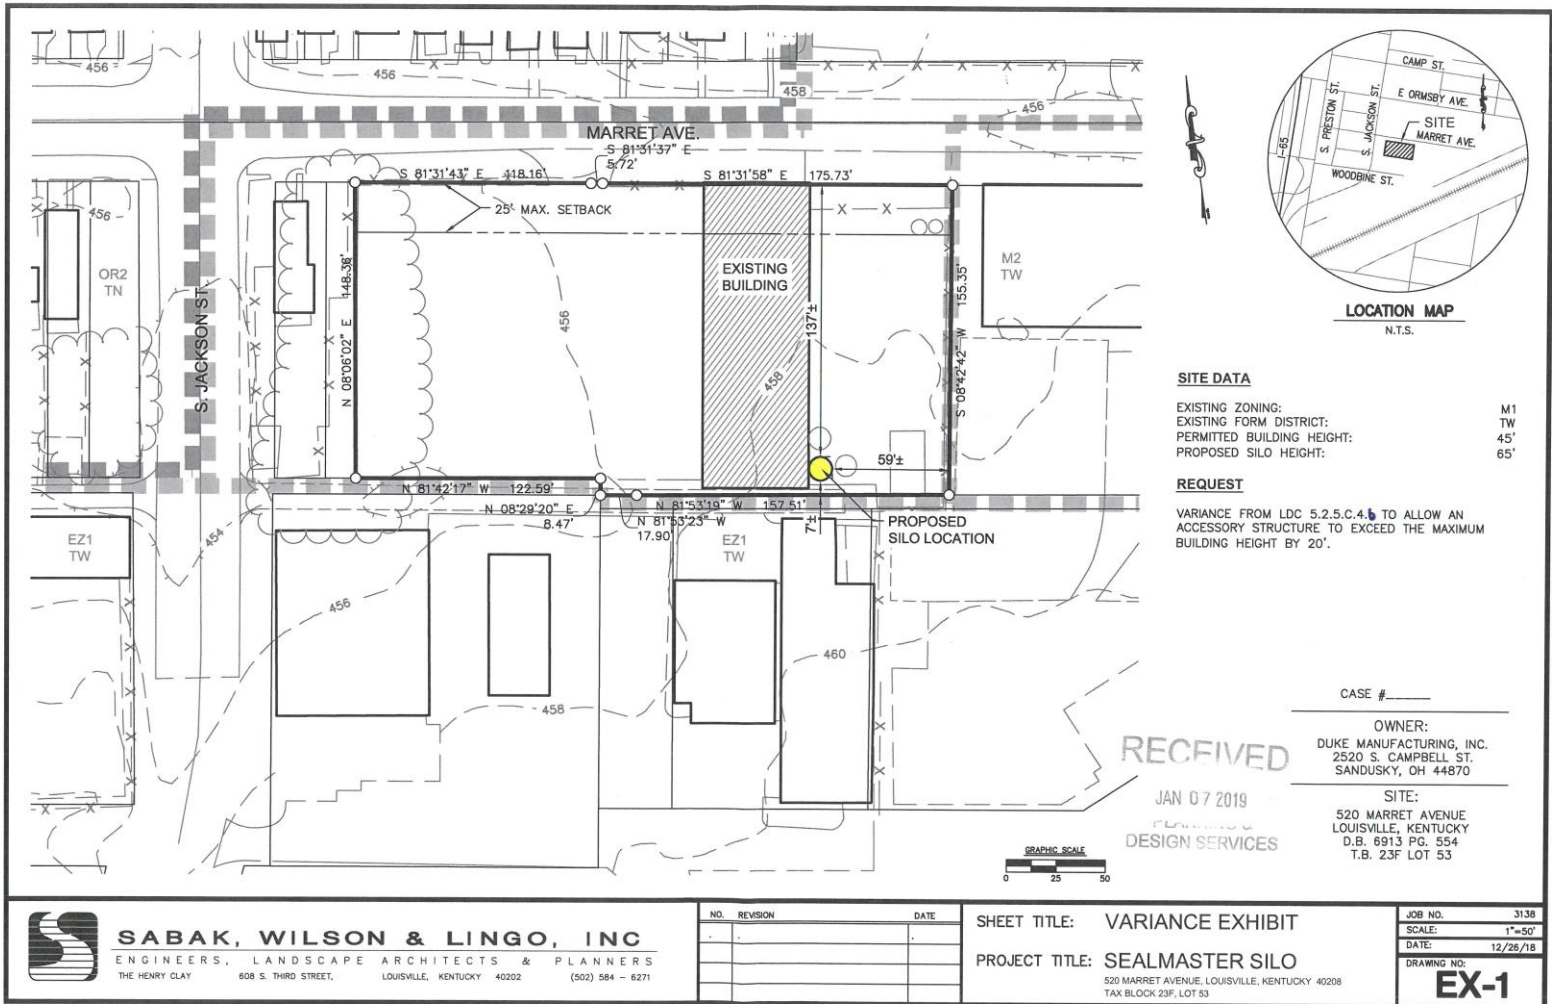 456
456
458
456
MARRET AVE.
S 81°31'37" E
5.72'
S 81°31'43" E 118.16'
S 81°31'58" E 175.73'
25' MAX. SETBACK
456
OR2
TN
S. JACKSON ST.
N 08°06'02" E 148.36'
456
EXISTING
BUILDING
458
137'±
S 08°42'42" W 155.35'
M2
TW
59'±
N 81°42'17" W 122.59'
N 08°29'20" E
8.47'
N 81°53'19" W 157.51'
N 81°53'23" W
17.90'
7'±
PROPOSED
SILO LOCATION
EZ1
TW
454
EZ1
TW
456
458
460
CAMP ST.
E ORMSBY AVE.
S. PRESTON ST.
S. JACKSON ST.
SITE
MARRET AVE.
I-65
WOODBINE ST.
LOCATION MAP
N.T.S.
SITE DATA
EXISTING ZONING: M1
EXISTING FORM DISTRICT: TW
PERMITTED BUILDING HEIGHT: 45'
PROPOSED SILO HEIGHT: 65'
REQUEST
VARIANCE FROM LDC 5.2.5.C.4.b TO ALLOW AN
ACCESSORY STRUCTURE TO EXCEED THE MAXIMUM
BUILDING HEIGHT BY 20'.
CASE #_____
OWNER:
DUKE MANUFACTURING, INC.
2520 S. CAMPBELL ST.
SANDUSKY, OH 44870
SITE:
520 MARRET AVENUE
LOUISVILLE, KENTUCKY
D.B. 6913 PG. 554
T.B. 23F LOT 53
RECEIVED
JAN 07 2019
PLANNING &
DESIGN SERVICES
GRAPHIC SCALE
0 25 50
SABAK, WILSON & LINGO, INC
ENGINEERS, LANDSCAPE ARCHITECTS & PLANNERS
THE HENRY CLAY 608 S. THIRD STREET, LOUISVILLE, KENTUCKY 40202 (502) 584 - 6271
NO. REVISION DATE
SHEET TITLE: VARIANCE EXHIBIT
PROJECT TITLE: SEALMASTER SILO
520 MARRET AVENUE, LOUISVILLE, KENTUCKY 40208
TAX BLOCK 23F, LOT 53
JOB NO. 3138
SCALE: 1"=50'
DATE: 12/26/18
DRAWING NO:
EX-1